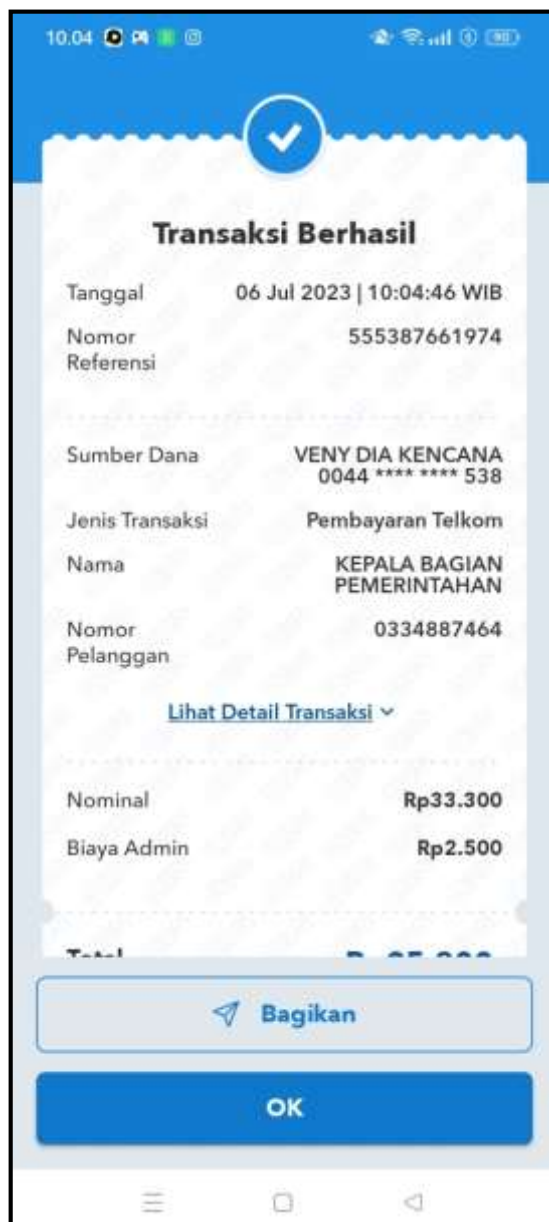 10.04
Transaksi Berhasil
Tanggal 06 Jul 2023 | 10:04:46 WIB
Nomor Referensi 555387661974
Sumber Dana VENY DIA KENCANA
0044 **** **** 538
Jenis Transaksi Pembayaran Telkom
Nama KEPALA BAGIAN
PEMERINTAHAN
Nomor Pelanggan 0334887464
Lihat Detail Transaksi
Nominal Rp33.300
Biaya Admin Rp2.500
Total
Bagikan
OK